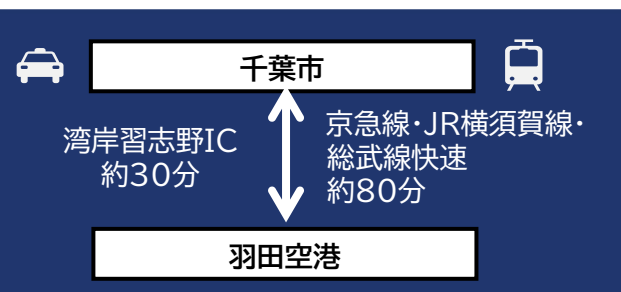 千葉市
湾岸習志野IC
約30分
京急線・JR横須賀線・
総武線快速
約80分
羽田空港